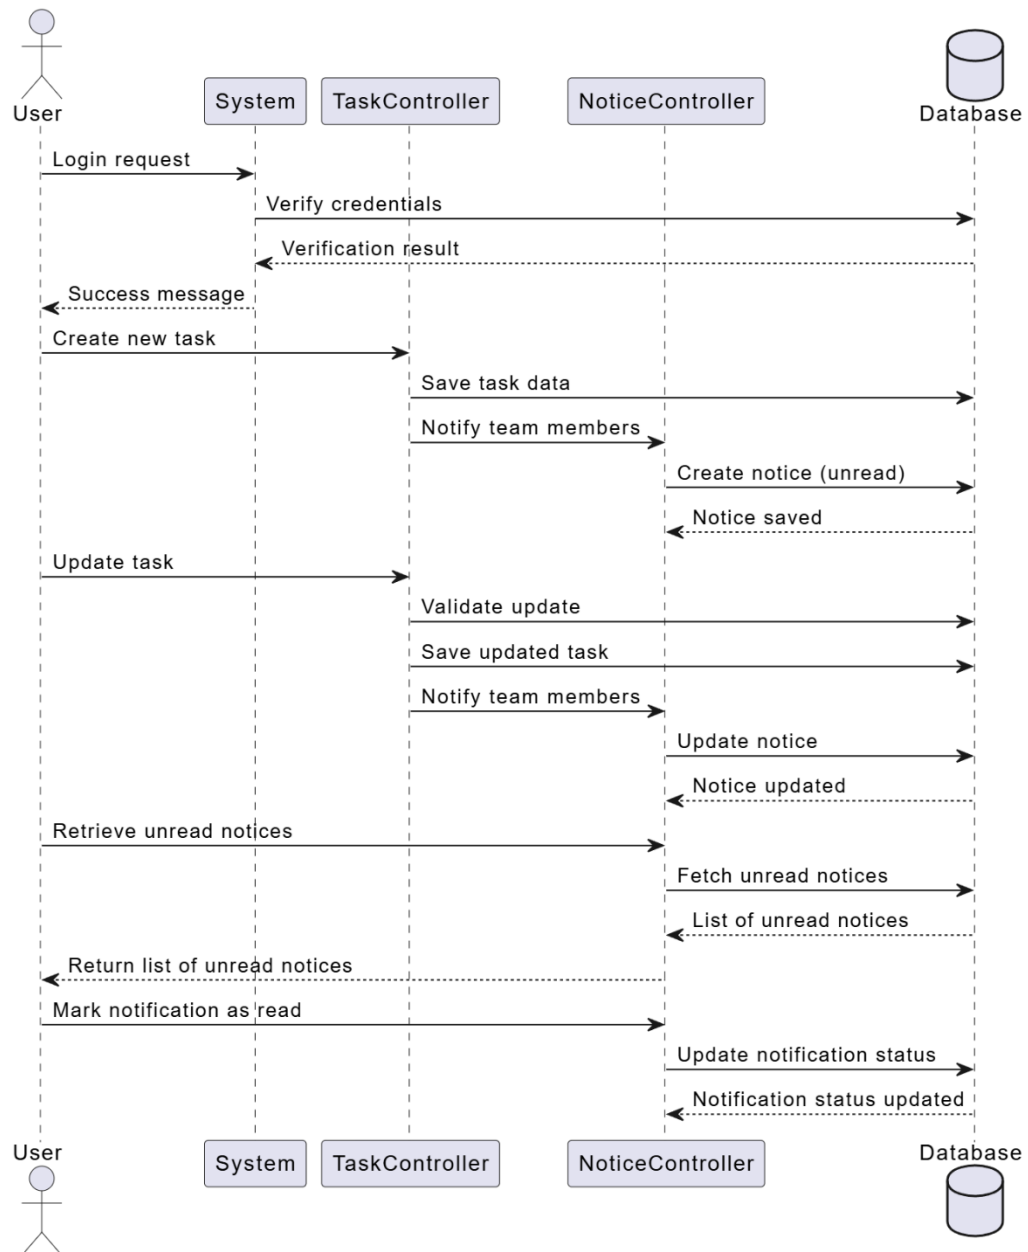 User
System
TaskController
NoticeController
Database
Login request
Verify credentials
Verification result
Success message
Create new task
Save task data
Notify team members
Create notice (unread)
Notice saved
Update task
Validate update
Save updated task
Notify team members
Update notice
Notice updated
Retrieve unread notices
Fetch unread notices
List of unread notices
Return list of unread notices
Mark notification as read
Update notification status
Notification status updated
User
System
TaskController
NoticeController
Database